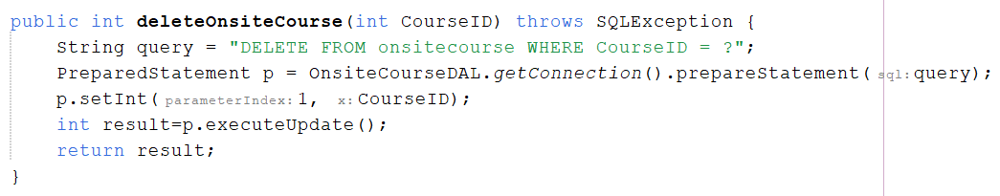 public int deleteOnsiteCourse(int CourseID) throws SQLException {
    String query = "DELETE FROM onsitecourse WHERE CourseID = ?";
    PreparedStatement p = OnsiteCourseDAL.getConnection().prepareStatement( sql: query);
    p.setInt( parameterIndex: 1,  x: CourseID);
    int result=p.executeUpdate();
    return result;
}